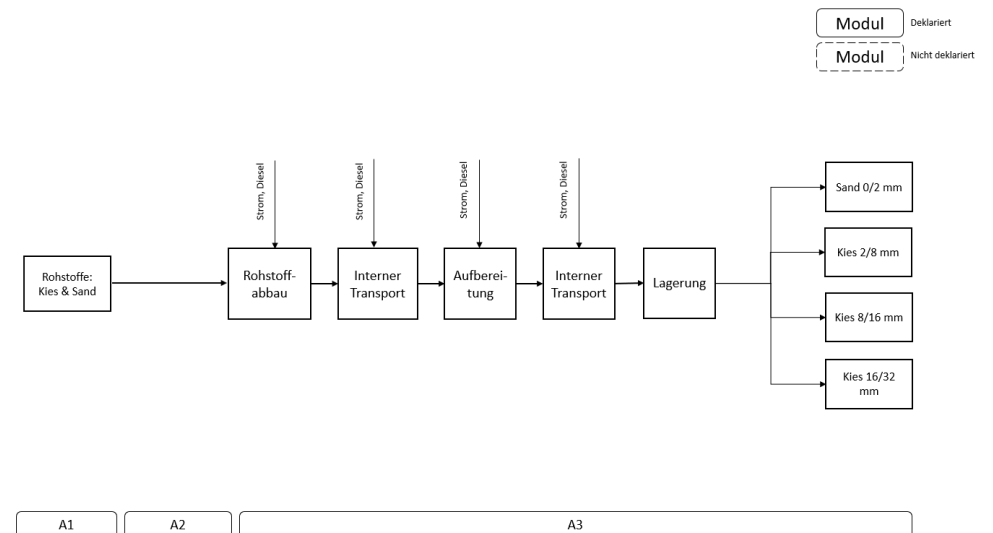 Modul
Deklariert
Modul
Nicht deklariert
Strom, Diesel
Strom, Diesel
Strom, Diesel
Strom, Diesel
Rohstoffe:
Kies & Sand
Rohstoff-
abbau
Interner
Transport
Aufberei-
tung
Interner
Transport
Lagerung
Sand 0/2 mm
Kies 2/8 mm
Kies 8/16 mm
Kies 16/32
mm
A1
A2
A3